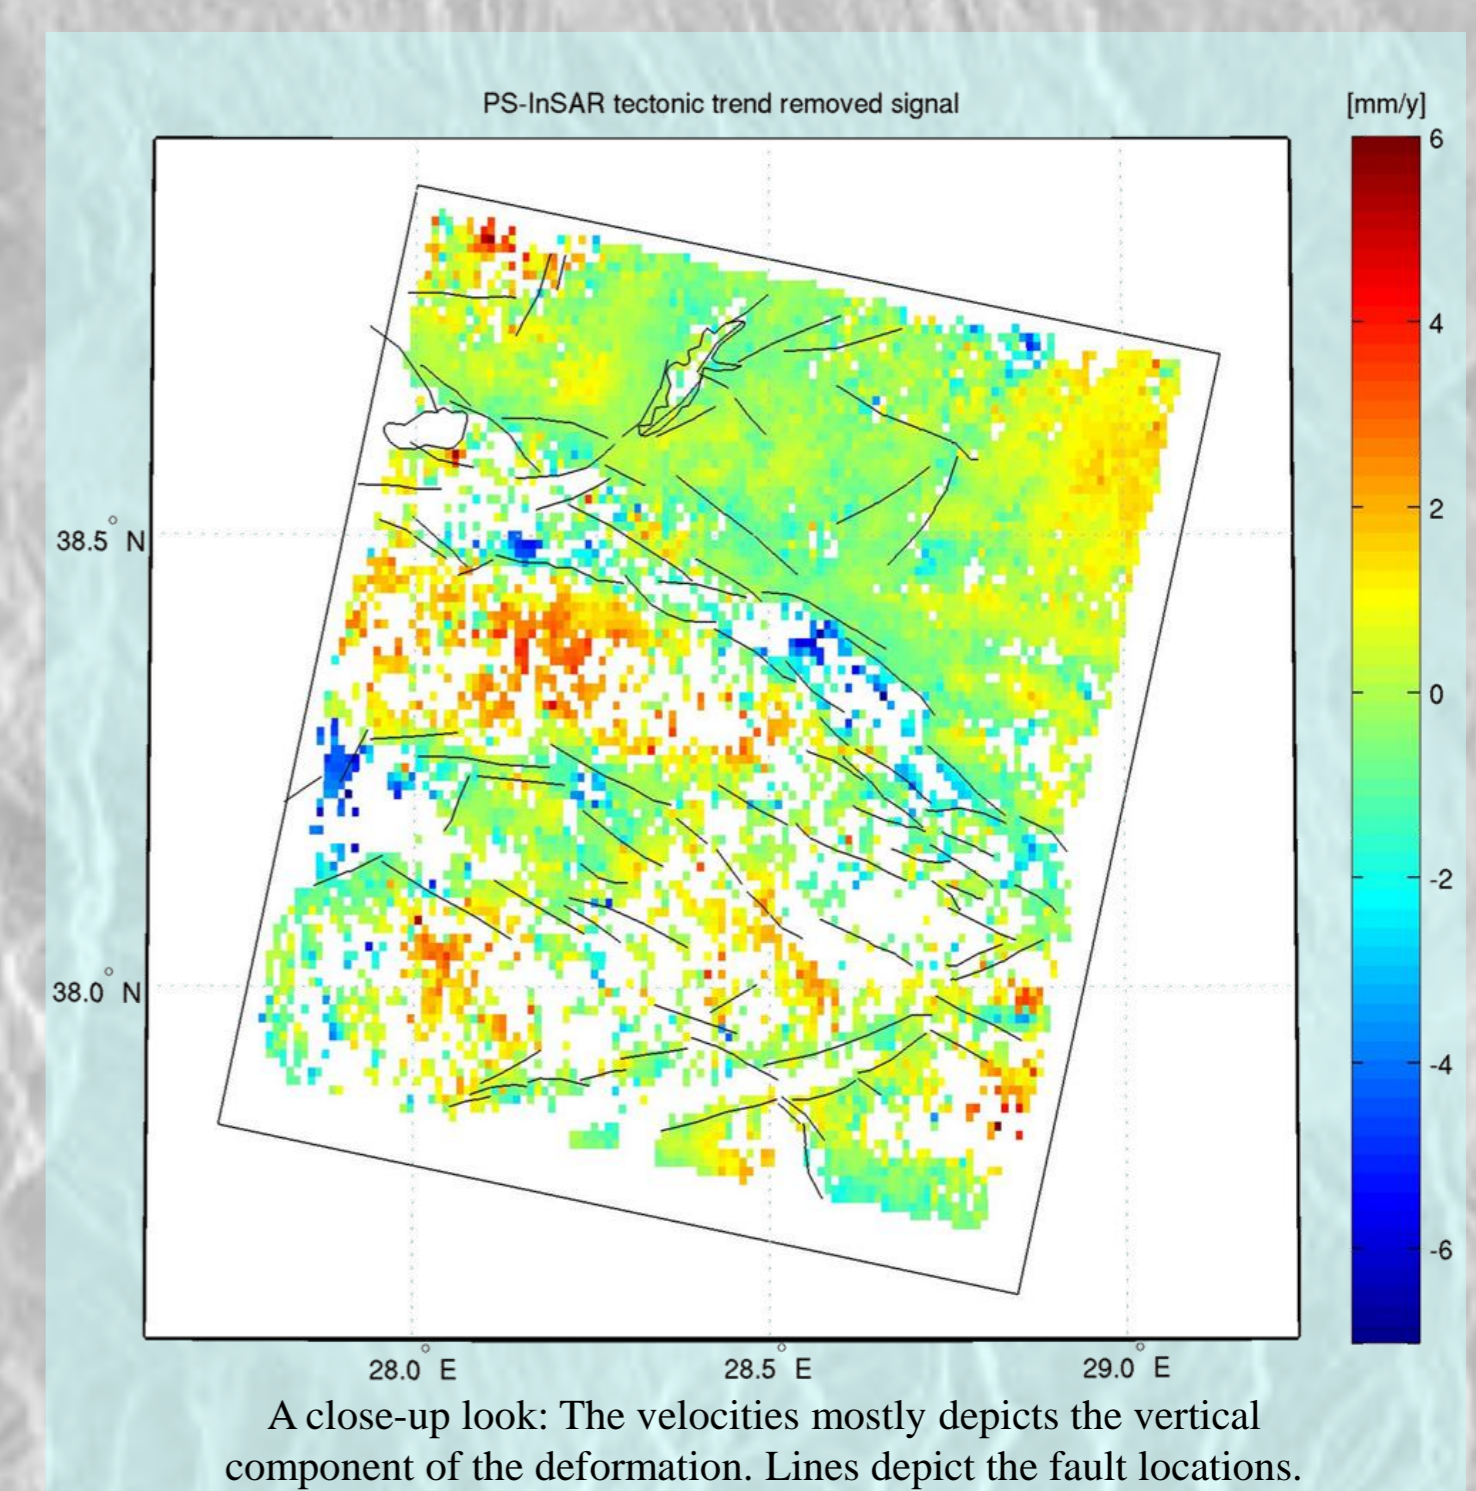 PS-InSAR tectonic trend removed signal
[mm/y]
6
4
2
0
-2
-4
-6
38.5° N
38.0° N
28.0° E
28.5° E
29.0° E
A close-up look: The velocities mostly depicts the vertical
component of the deformation. Lines depict the fault locations.